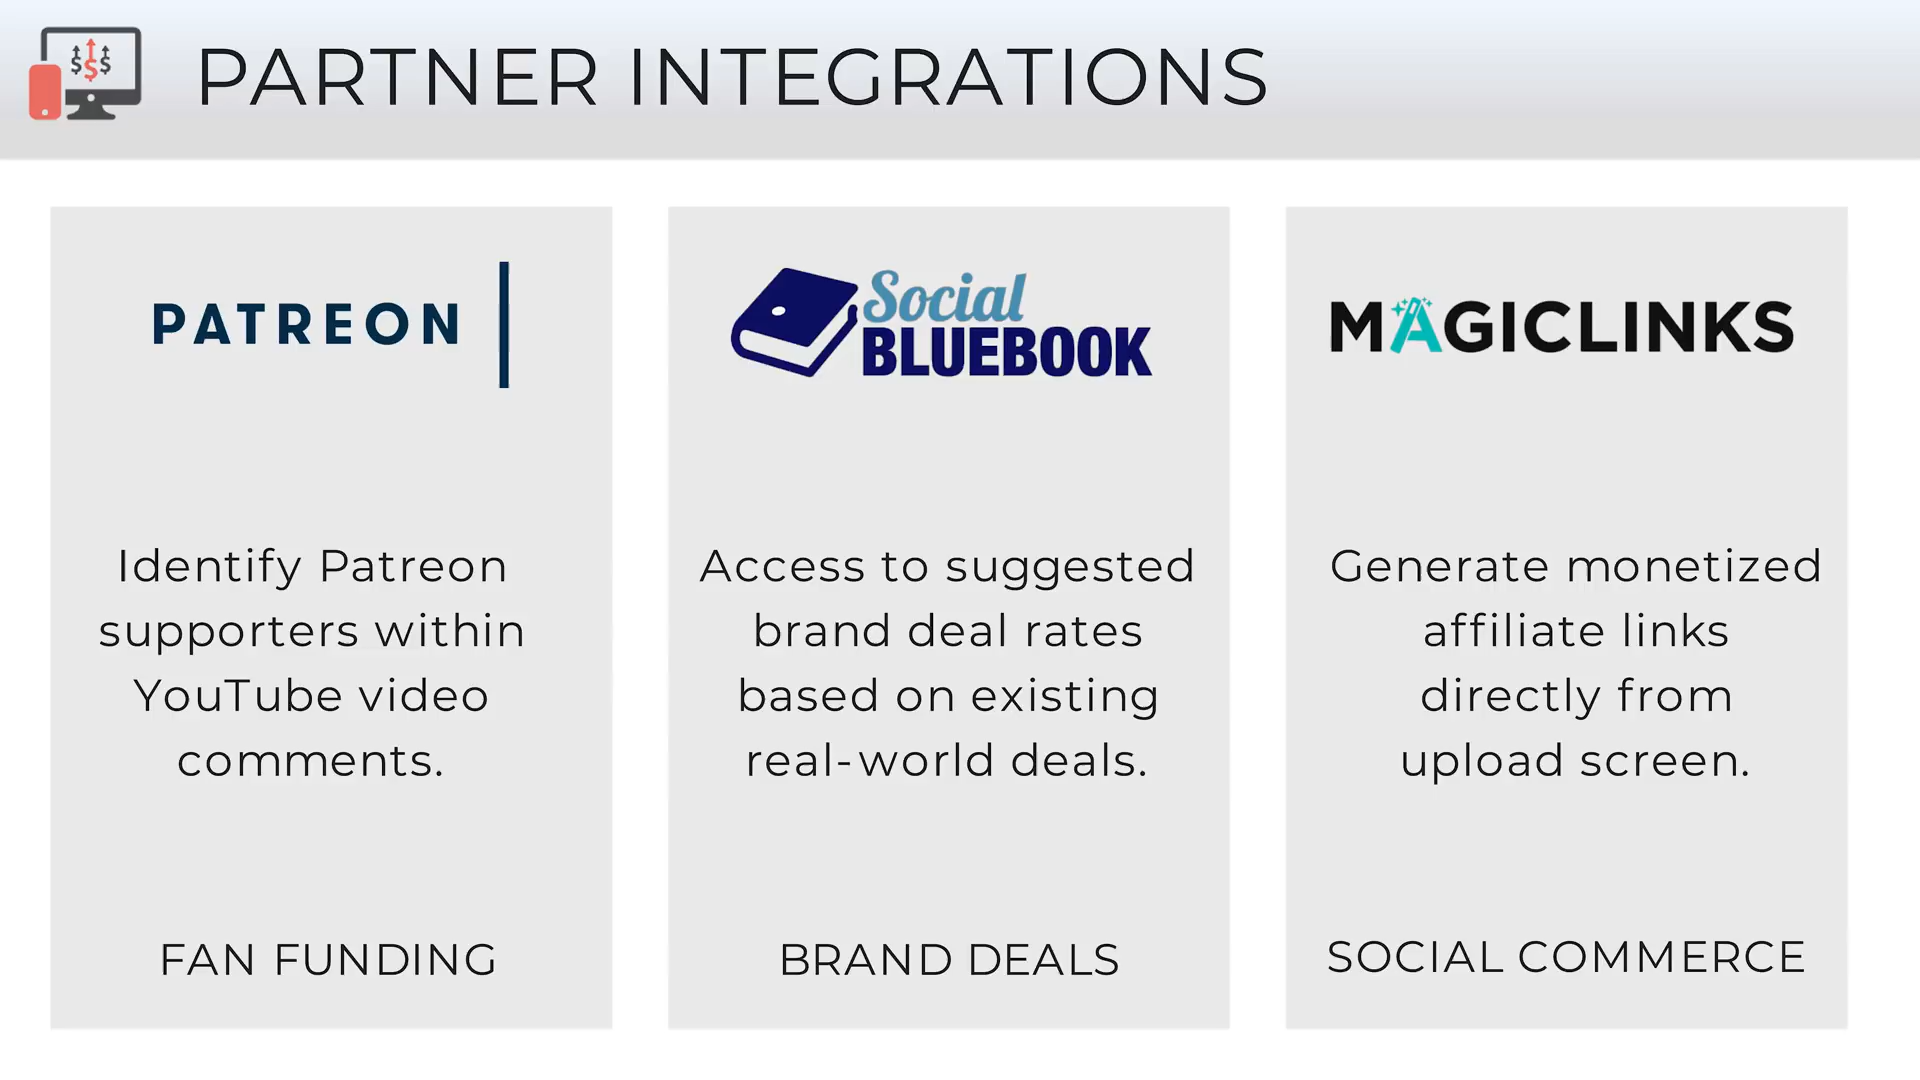 PARTNER INTEGRATIONS
PATREON
Identify Patreon
supporters within
YouTube video
comments.
FAN FUNDING
Social
BLUEBOOK
Access to suggested
brand deal rates
based on existing
real-world deals.
BRAND DEALS
MAGICLINKS
Generate monetized
affiliate links
directly from
upload screen.
SOCIAL COMMERCE